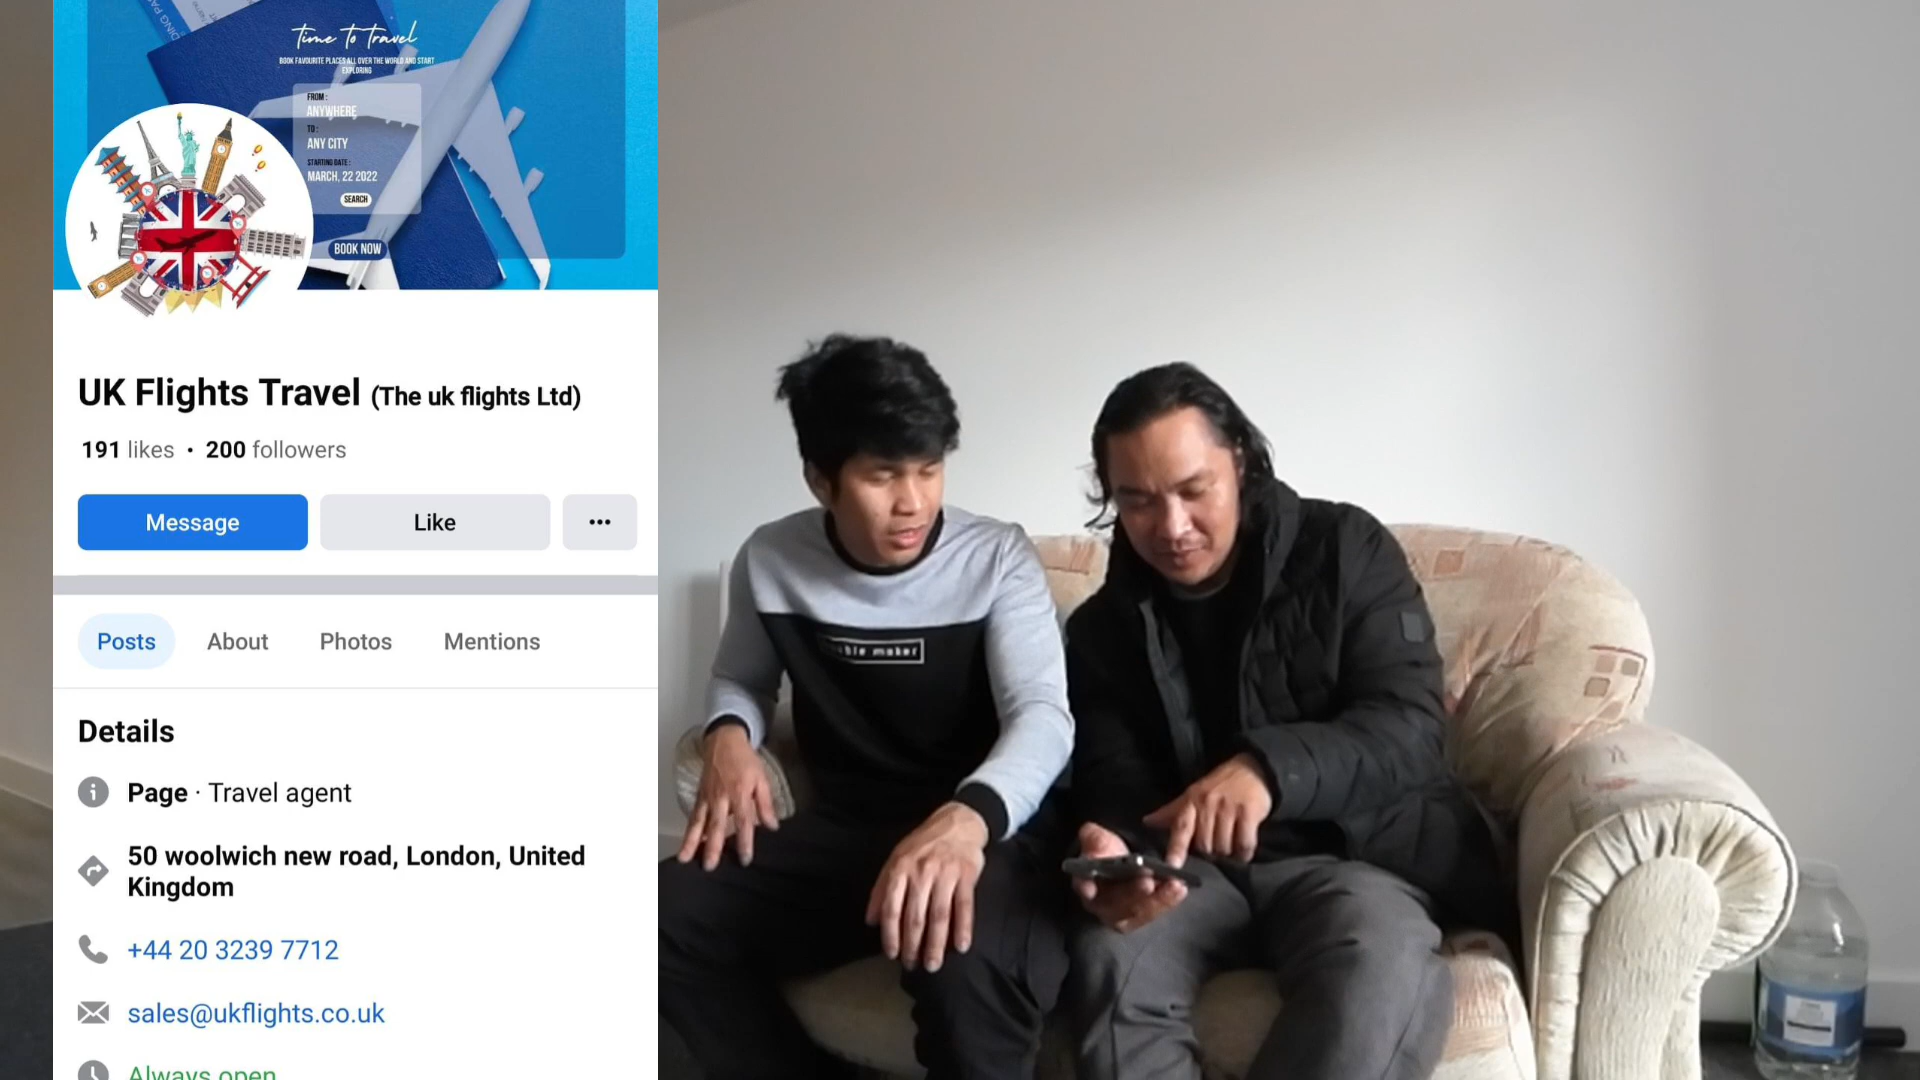 time to travel
BOOK FAVOURITE PLACES ALL OVER THE WORLD AND START
EXPLORING
FROM :
ANYWHERE
TO :
ANY CITY
STARTING DATE :
MARCH, 22 2022
SEARCH
BOOK NOW
UK Flights Travel (The uk flights Ltd)
191 likes • 200 followers
Message
Like
Posts
About
Photos
Mentions
Details
Page · Travel agent
50 woolwich new road, London, United
Kingdom
+44 20 3239 7712
sales@ukflights.co.uk
Always open
maker